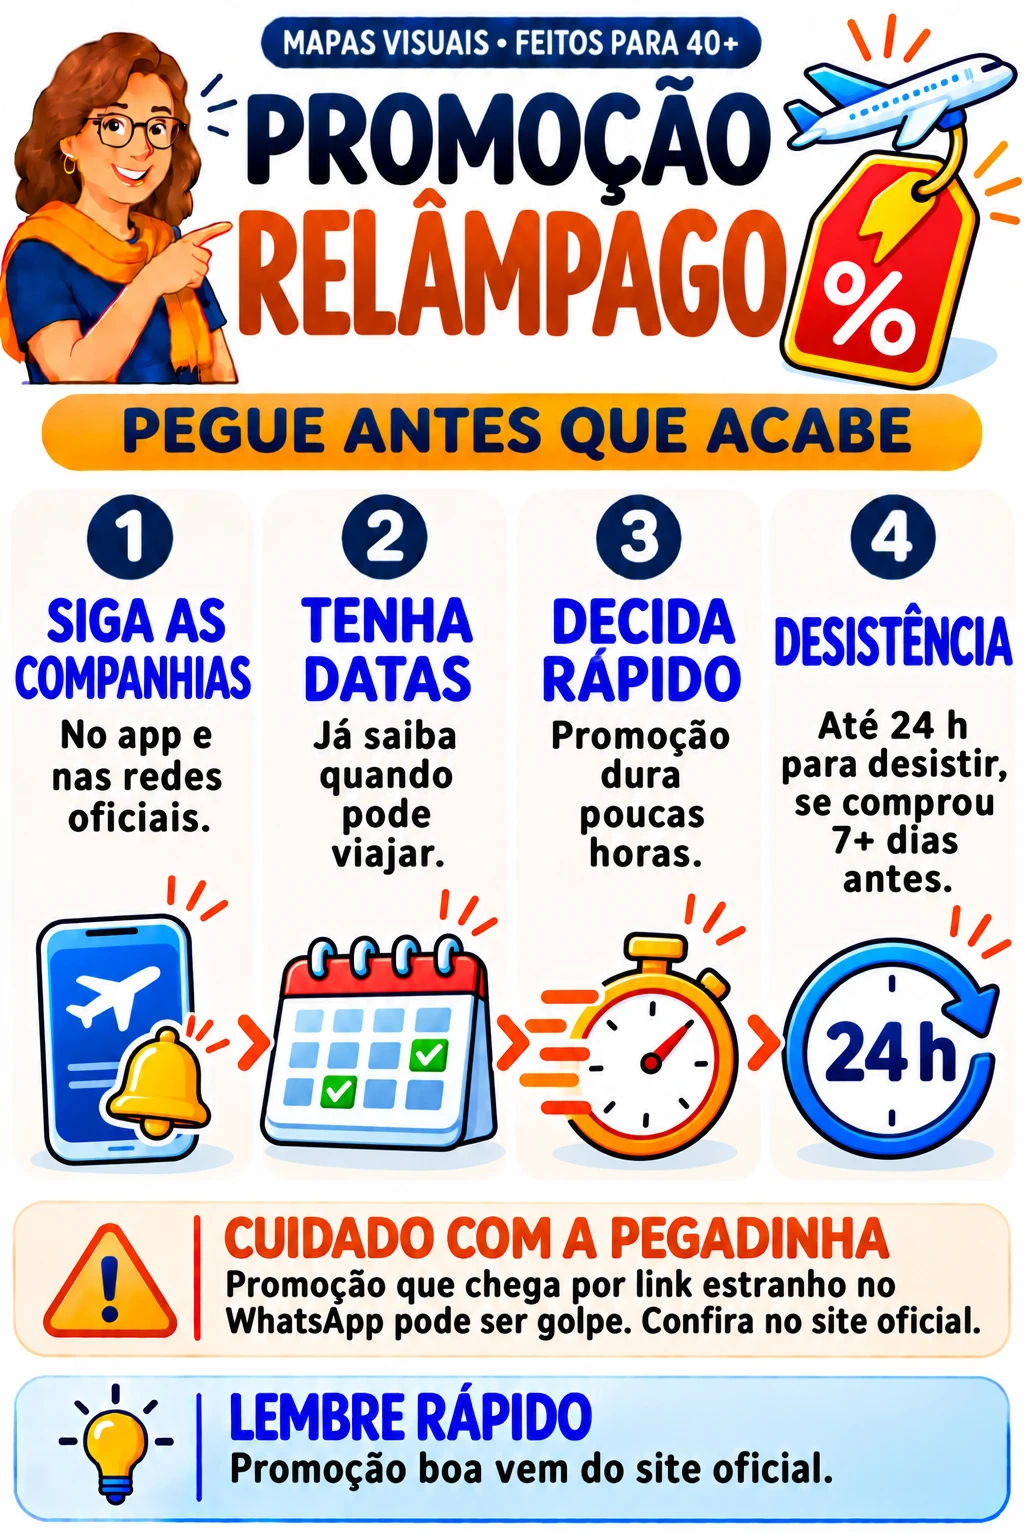 MAPAS VISUAIS • FEITOS PARA 40+
PROMOÇÃO
RELÂMPAGO
%
PEGUE ANTES QUE ACABE
1
SIGA AS
COMPANHIAS
No app e
nas redes
oficiais.
2
TENHA
DATAS
Já saiba
quando
pode
viajar.
3
DECIDA
RÁPIDO
Promoção
dura
poucas
horas.
4
DESISTÊNCIA
Até 24 h
para desistir,
se comprou
7+ dias
antes.
24h
CUIDADO COM A PEGADINHA
Promoção que chega por link estranho no
WhatsApp pode ser golpe. Confira no site oficial.
LEMBRE RÁPIDO
Promoção boa vem do site oficial.